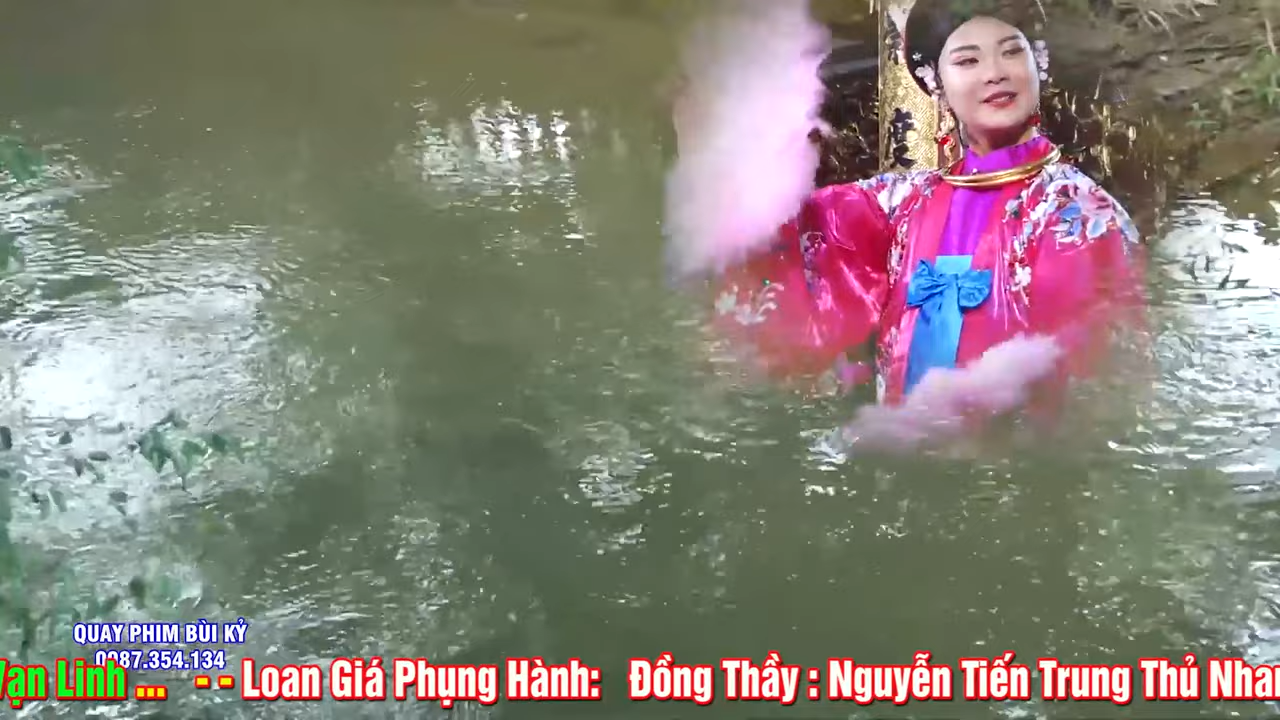 QUAY PHIM BÙI KỶ
0987.354.134
Vạn Linh ... - - Loan Giá Phụng Hành: Đồng Thầy : Nguyễn Tiến Trung Thủ Nhan